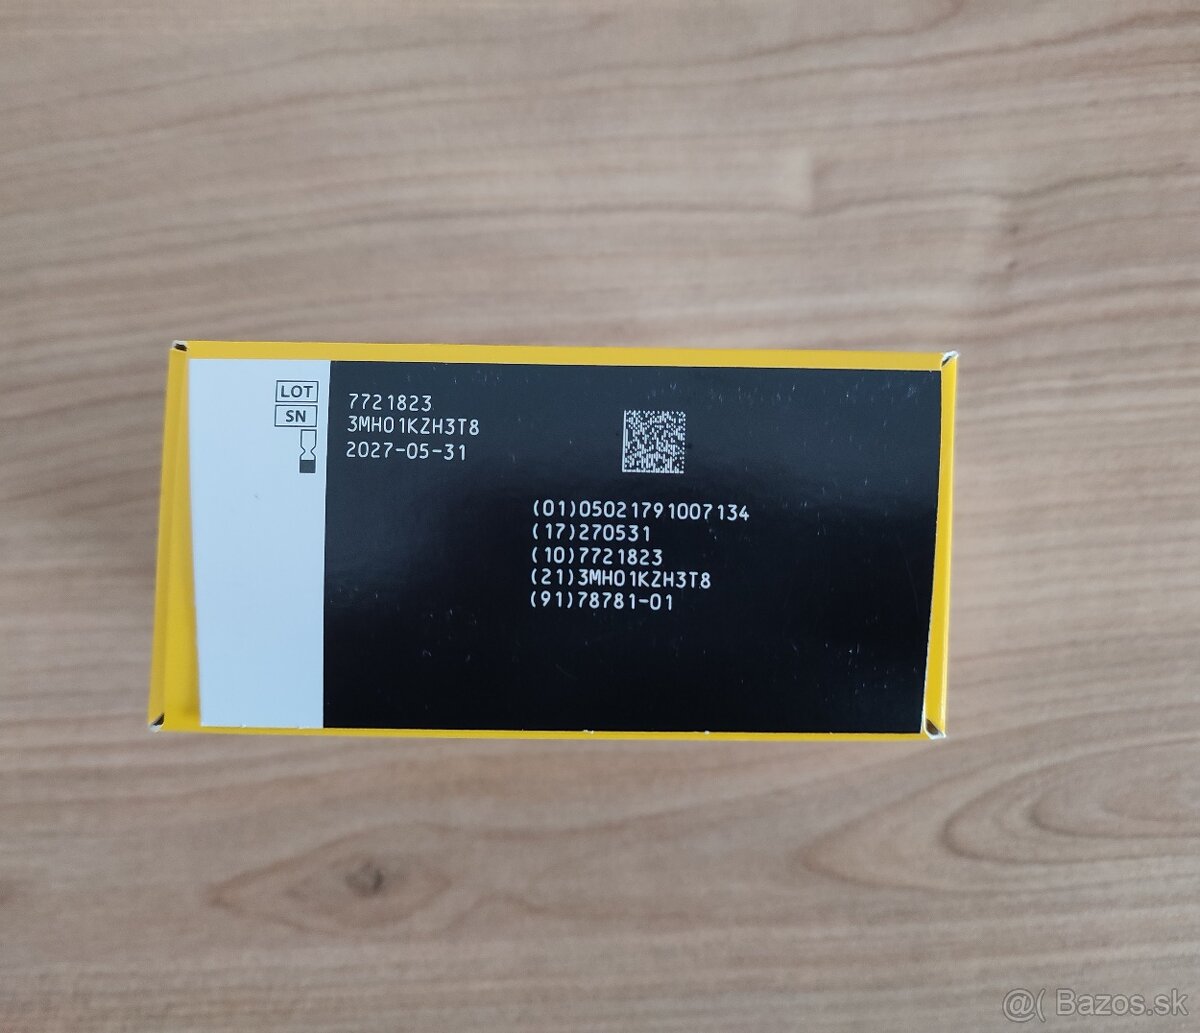 LOT 7721823
SN 3MH01KZH3T8
2027-05-31
(01)05021791007134
(17)270531
(10)7721823
(21)3MH01KZH3T8
(91)78781-01
@( Bazos.sk